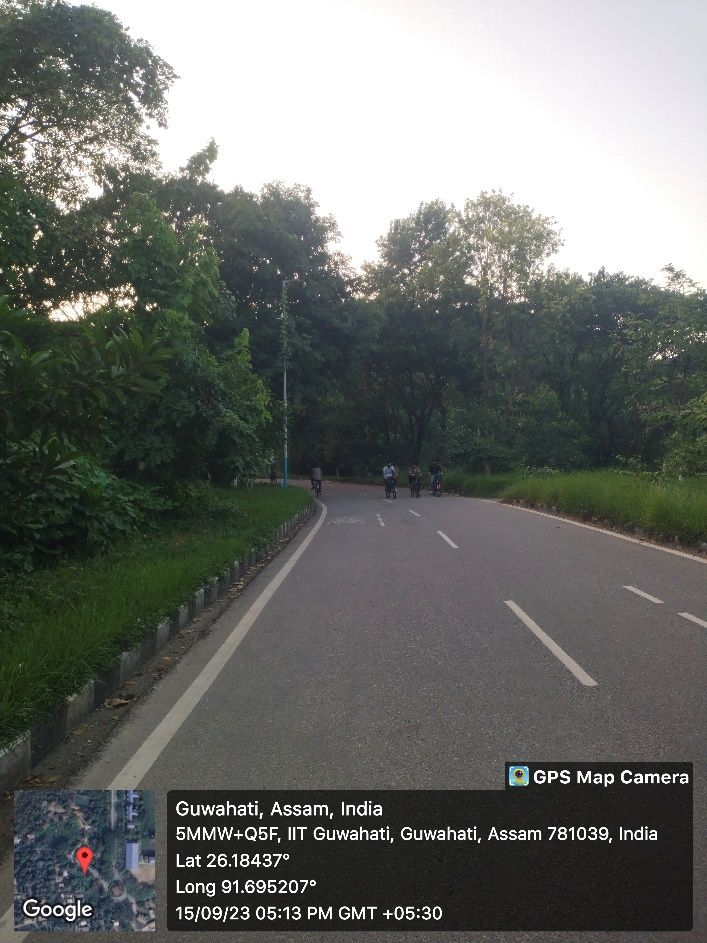 GPS Map Camera
Guwahati, Assam, India
5MMW+Q5F, IIT Guwahati, Guwahati, Assam 781039, India
Lat 26.18437°
Long 91.695207°
15/09/23 05:13 PM GMT +05:30
Google